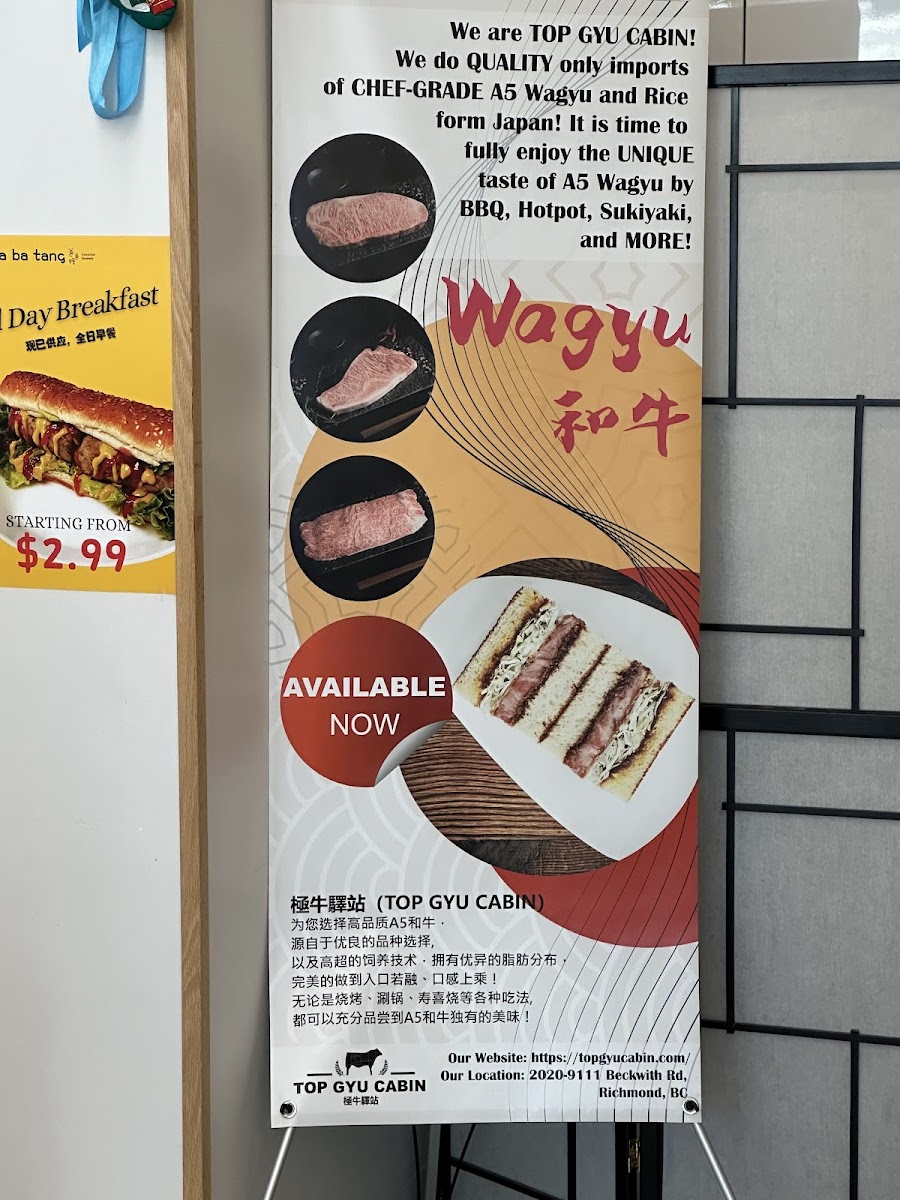 We are TOP GYU CABIN!
We do QUALITY only imports
of CHEF-GRADE A5 Wagyu and Rice
form Japan! It is time to
fully enjoy the UNIQUE
taste of A5 Wagyu by
BBQ, Hotpot, Sukiyaki,
and MORE!
Wagyu
和牛
AVAILABLE
NOW
極牛驛站（TOP GYU CABIN）
为您选择高品质A5和牛，
源自于优良的品种选择,
以及高超的饲养技术，拥有优异的脂肪分布，
完美的做到入口若融、口感上乘！
无论是烧烤、涮锅、寿喜烧等各种吃法,
都可以充分品尝到A5和牛独有的美味！
TOP GYU CABIN
極牛驛站
Our Website: https://topgyucabin.com/
Our Location: 2020-9111 Beckwith Rd,
Richmond, BC
a ba tang
l Day Breakfast
现已供应，全日早餐
STARTING FROM
$2.99